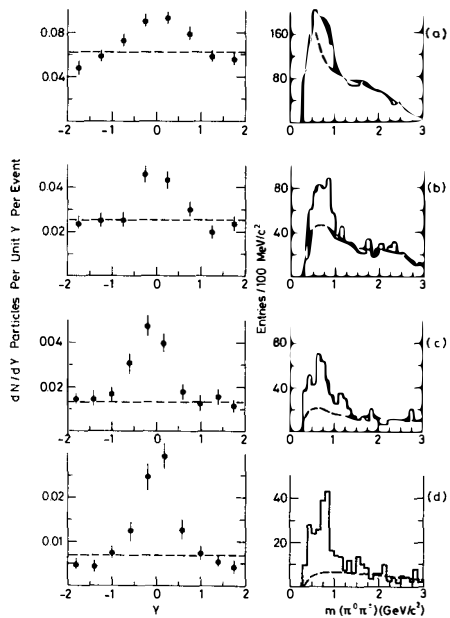 dN/dY Particles Per Unit Y Per Event
Entries/100 MeV/c²
0.08
0.04
-2 -1 0 1 2
160
80
0 1 2 3
(a)
0.04
0.02
-2 -1 0 1 2
80
40
0 1 2 3
(b)
004
002
-2 -1 0 1 2
40
0 1 2 3
(c)
0.02
0.01
-2 -1 0 1 2
Y
40
20
0 1 2 3
(d)
m(π⁰π±)(GeV/c²)